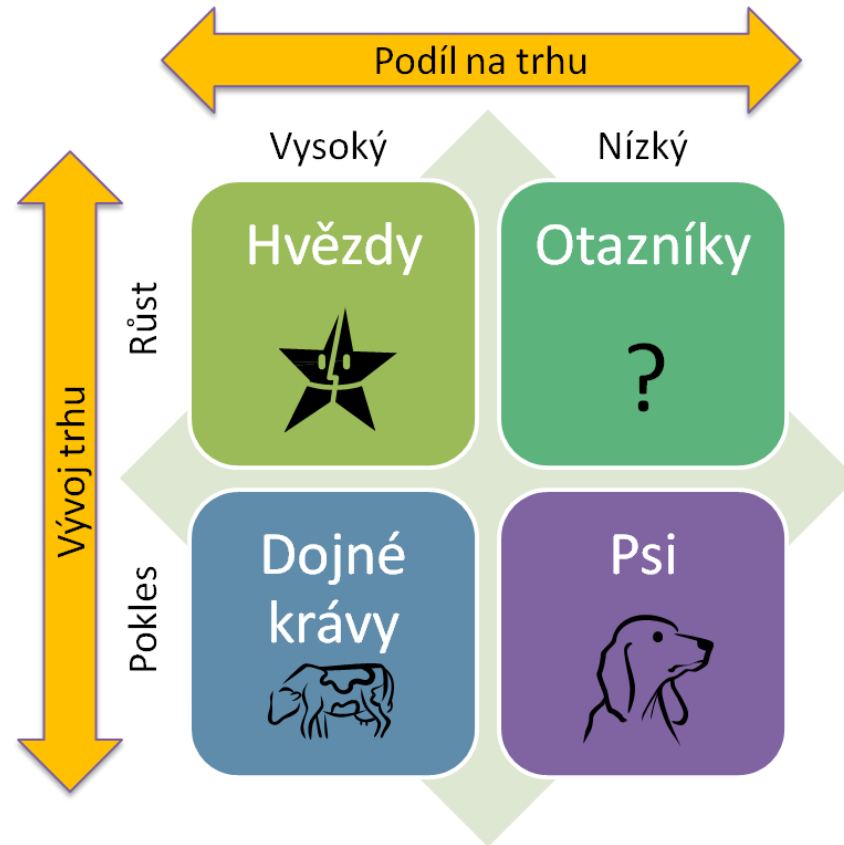 Podíl na trhu
Vysoký
Nízký
Vývoj trhu
Růst
Hvězdy
Otazníky
?
Pokles
Dojné
krávy
Psi